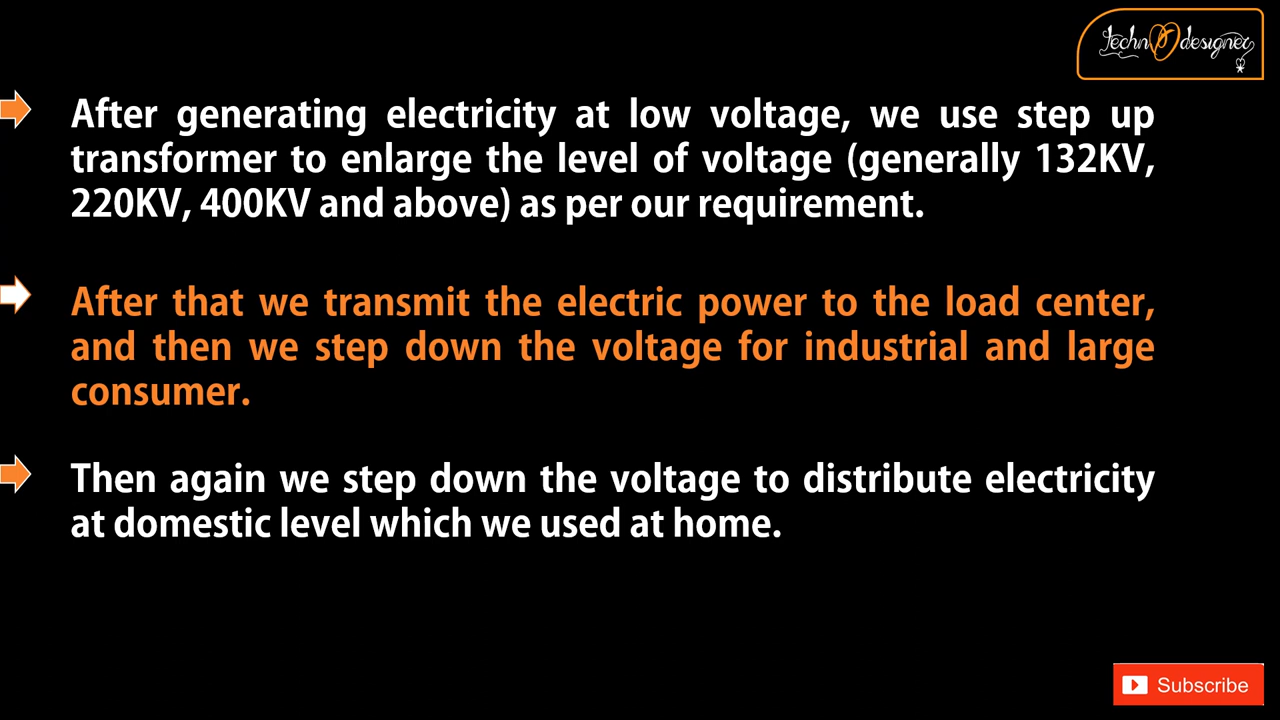 techn designer
After generating electricity at low voltage, we use step up
transformer to enlarge the level of voltage (generally 132KV,
220KV, 400KV and above) as per our requirement.
After that we transmit the electric power to the load center,
and then we step down the voltage for industrial and large
consumer.
Then again we step down the voltage to distribute electricity
at domestic level which we used at home.
Subscribe